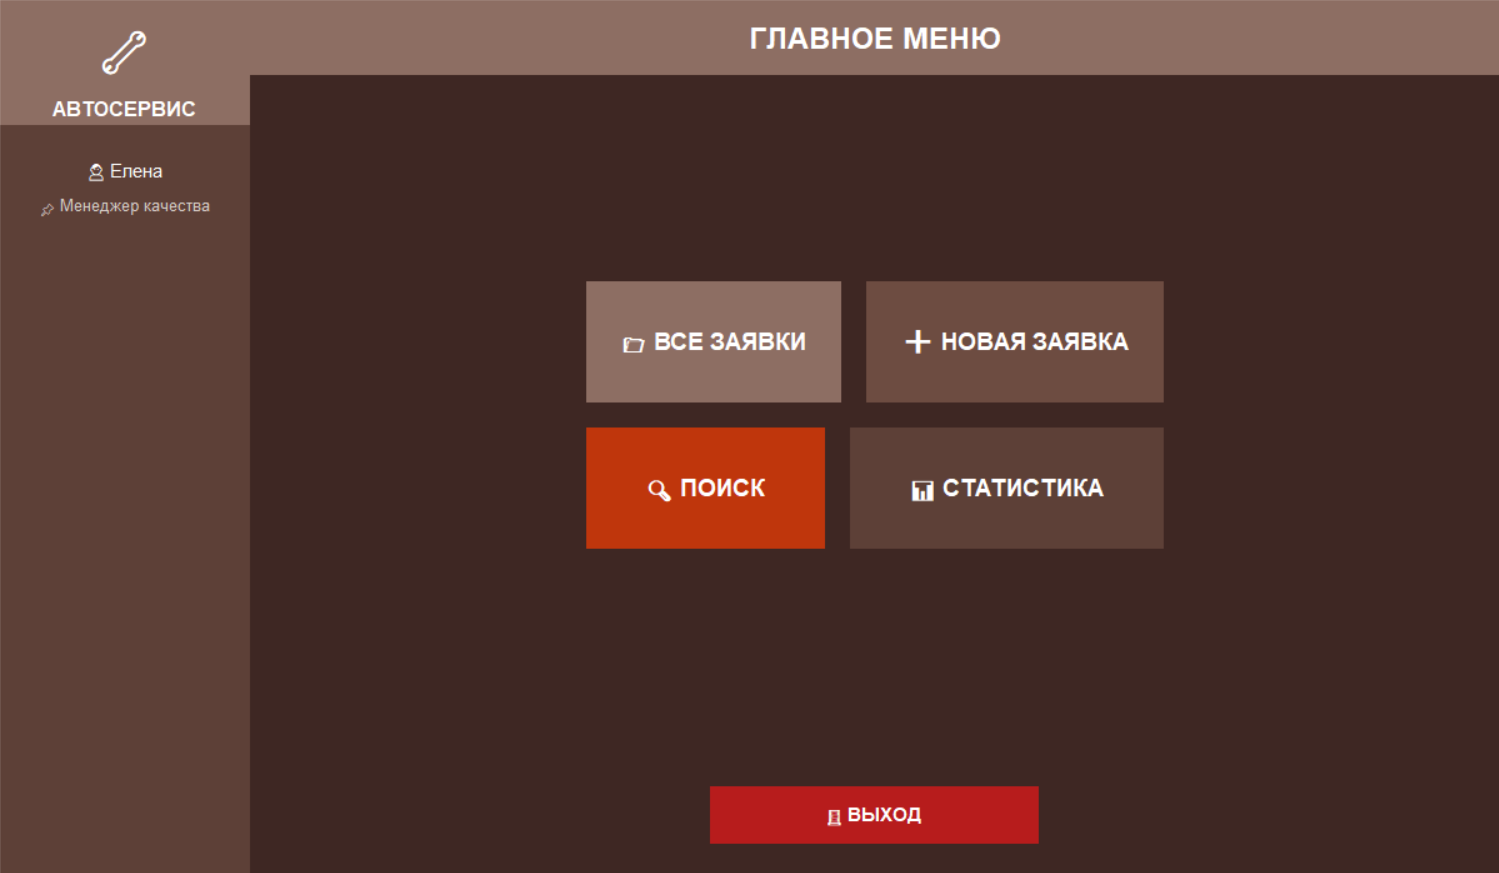 ГЛАВНОЕ МЕНЮ
АВТОСЕРВИС
Елена
Менеджер качества
ВСЕ ЗАЯВКИ
НОВАЯ ЗАЯВКА
ПОИСК
СТАТИСТИКА
ВЫХОД